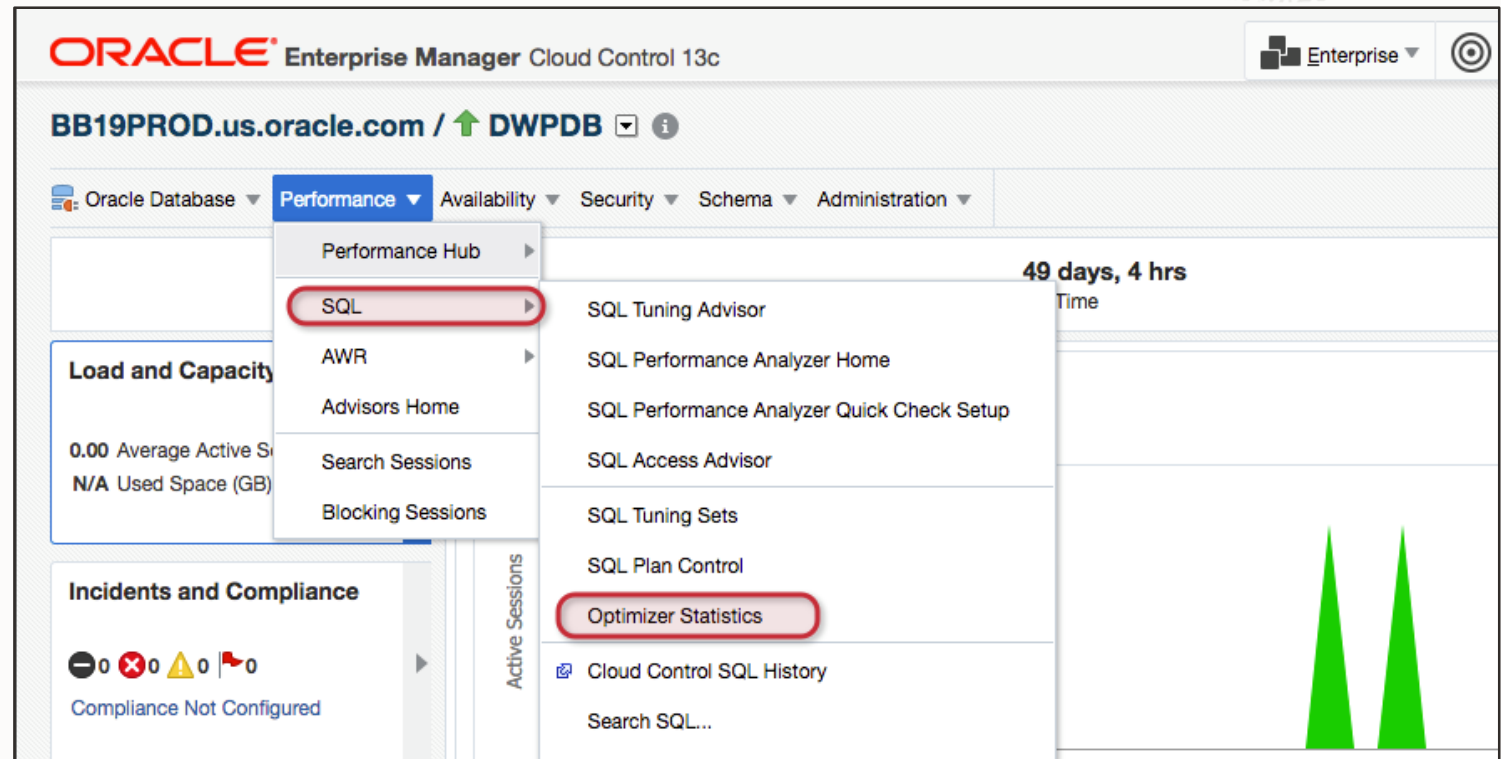 ORACLE Enterprise Manager Cloud Control 13c
Enterprise
BB19PROD.us.oracle.com / DWPDB
Oracle Database Performance Availability Security Schema Administration
Performance Hub
SQL
AWR
Advisors Home
Search Sessions
Blocking Sessions
SQL Tuning Advisor
SQL Performance Analyzer Home
SQL Performance Analyzer Quick Check Setup
SQL Access Advisor
SQL Tuning Sets
SQL Plan Control
Optimizer Statistics
Cloud Control SQL History
Search SQL...
49 days, 4 hrs
Time
Load and Capacity
0.00 Average Active S
N/A Used Space (GB)
Incidents and Compliance
0 0 0 0
Compliance Not Configured
Active Sessions